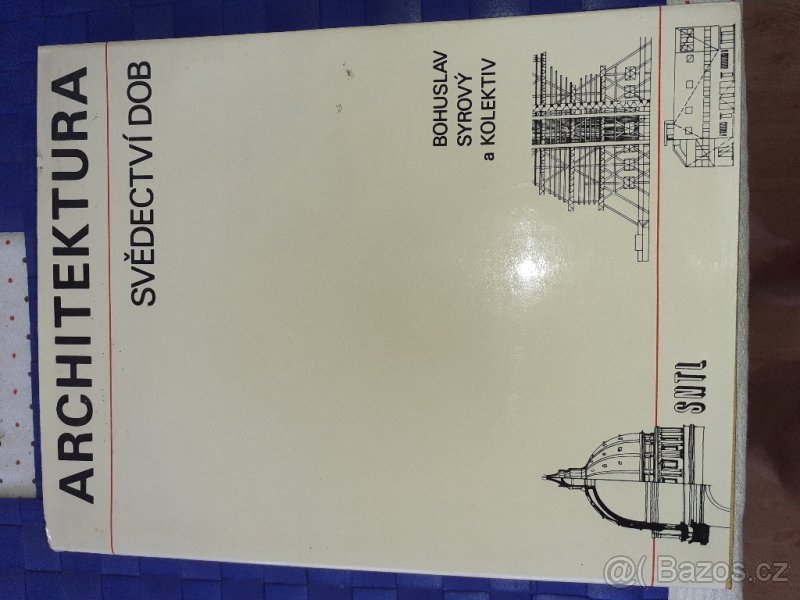 ARCHITEKTURA
SVĚDECTVÍ DOB
BOHUSLAV
SYROVÝ
a KOLEKTIV
SNTL
@( Bazos.cz